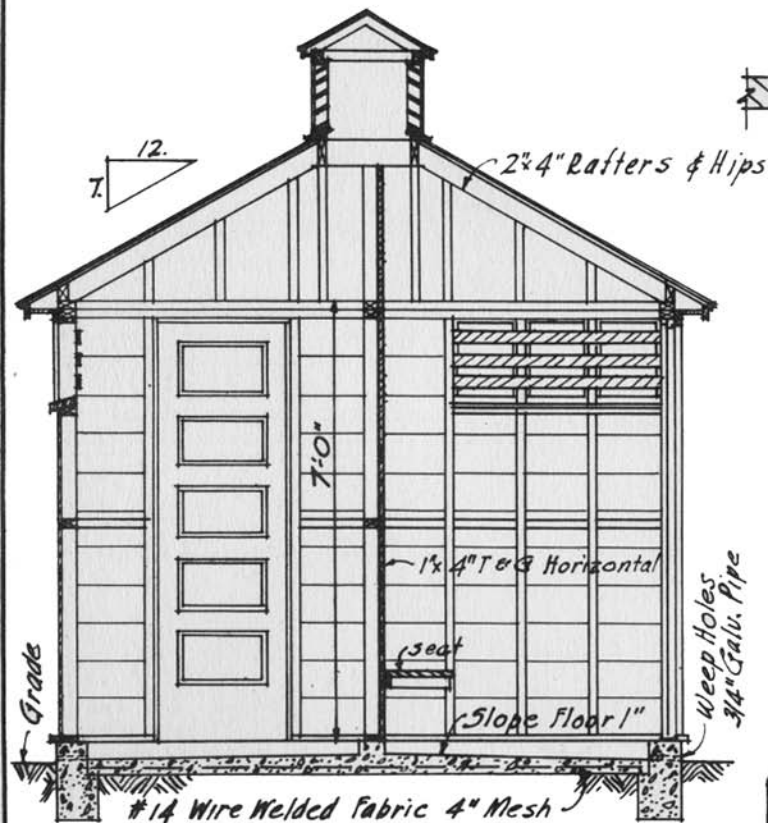 12.
7.
2"x 4" Rafters & Hips
7'-0"
1"x 4" T & G Horizontal
seat
Slope Floor 1"
Grade
Weep Holes
3/4" Galv. Pipe
#14 Wire Welded Fabric 4" Mesh